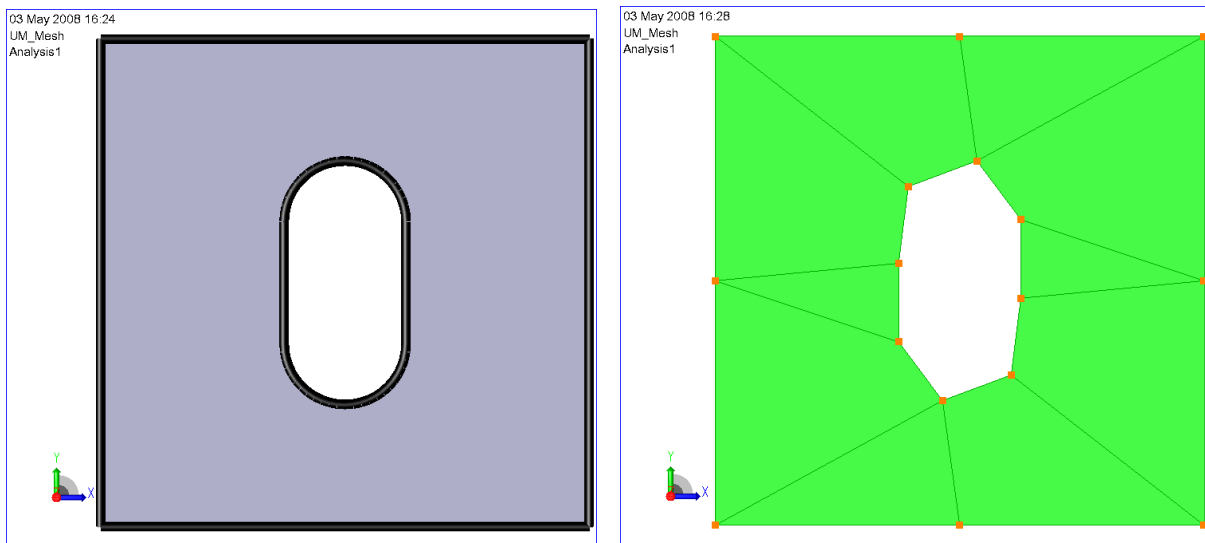 03 May 2008 16:24
UM_Mesh
Analysis1
Y
X
03 May 2008 16:28
UM_Mesh
Analysis1
Y
X